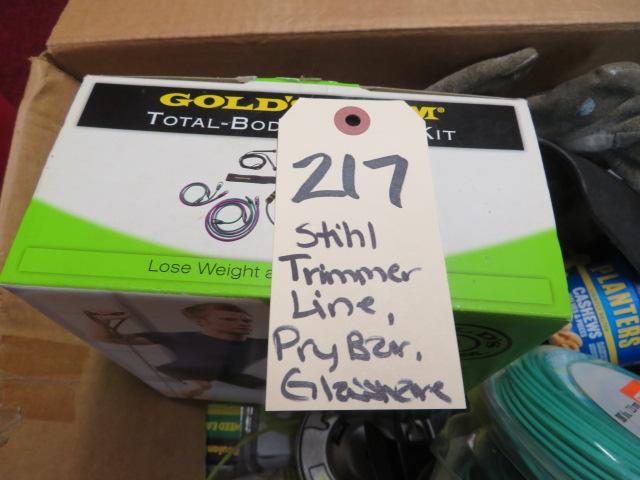 GOLD'S GYM®
TOTAL-BOD KIT
217
Stihl
Trimmer
Line,
Pry Bar,
Glassware
Lose Weight a
PLANTERS
CASHEWS